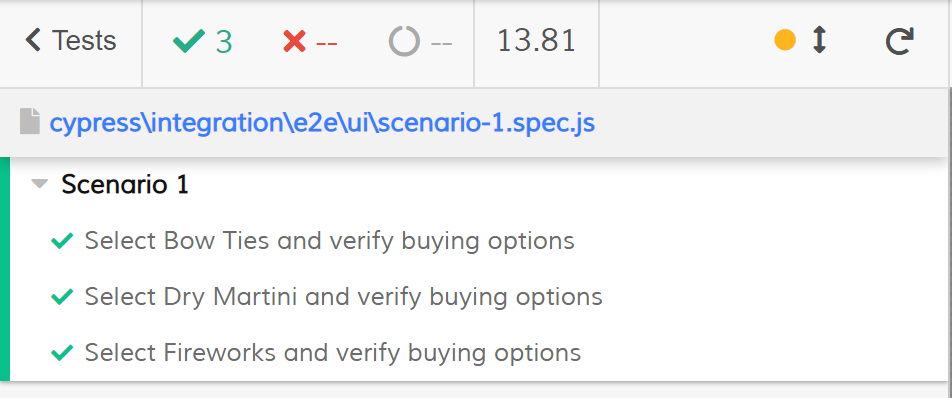 Tests 3 -- -- 13.81
cypress\integration\e2e\ui\scenario-1.spec.js
Scenario 1
Select Bow Ties and verify buying options
Select Dry Martini and verify buying options
Select Fireworks and verify buying options